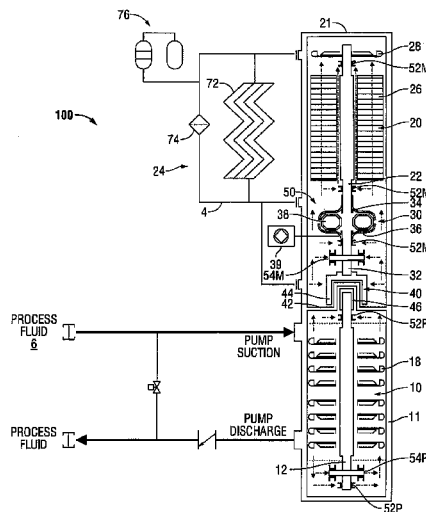 76
21
28
52M
72
26
20
100
74
24
22
52M
50
34
4
38
30
36
39
52M
54M
32
44
40
42
46
52P
PROCESS FLUID 6
PUMP SUCTION
18
10
11
PROCESS FLUID
PUMP DISCHARGE
12
54P
52P